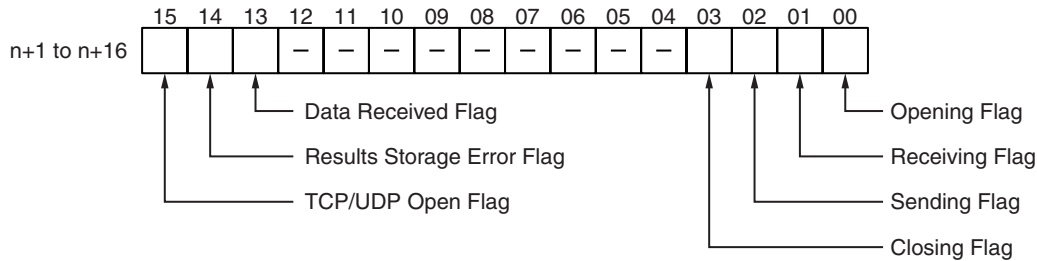 15 14 13 12 11 10 09 08 07 06 05 04 03 02 01 00
n+1 to n+16 – – – – – – – – –
Data Received Flag Opening Flag
Results Storage Error Flag Receiving Flag
TCP/UDP Open Flag Sending Flag
Closing Flag